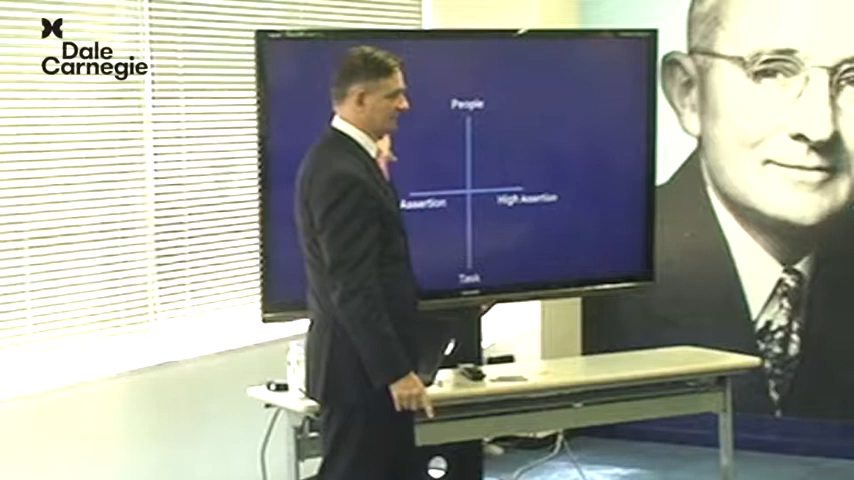 Dale
Carnegie
People
Assertion
High Assertion
Task